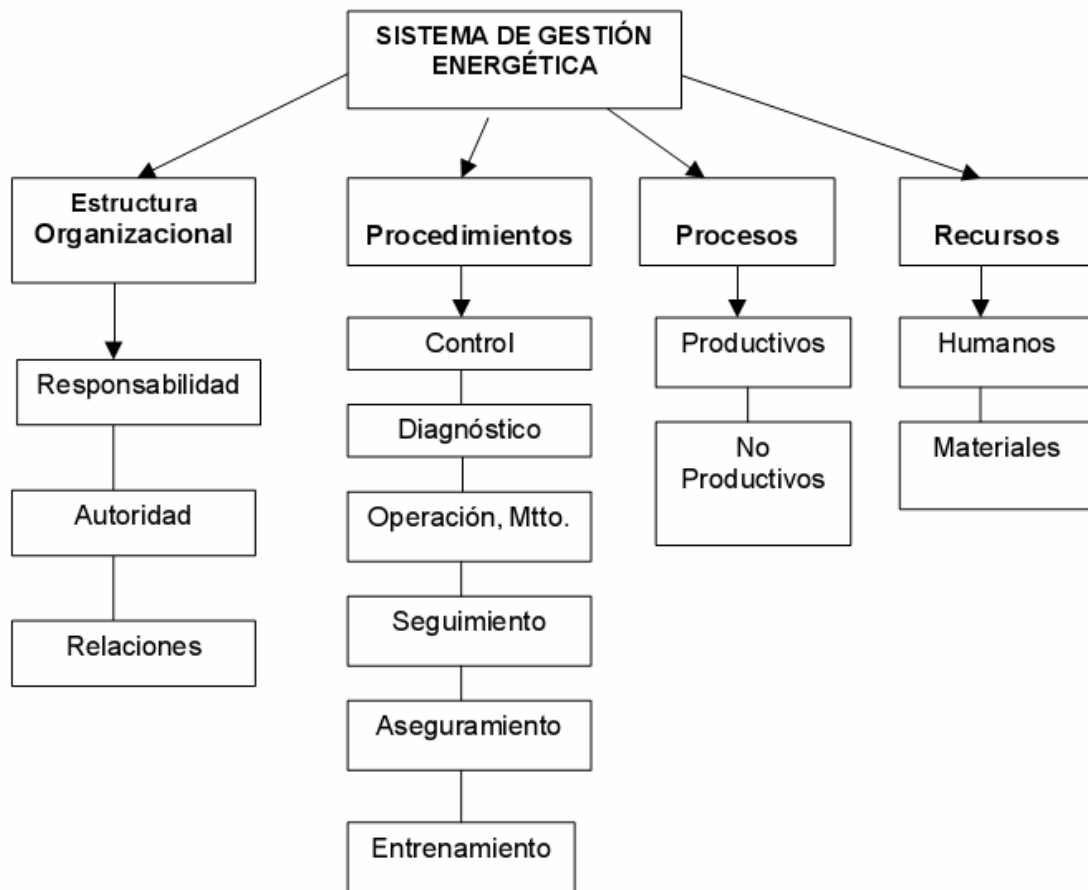 SISTEMA DE GESTIÓN
ENERGÉTICA
Estructura
Organizacional
Procedimientos
Procesos
Recursos
Responsabilidad
Autoridad
Relaciones
Control
Diagnóstico
Operación, Mtto.
Seguimiento
Aseguramiento
Entrenamiento
Productivos
No
Productivos
Humanos
Materiales